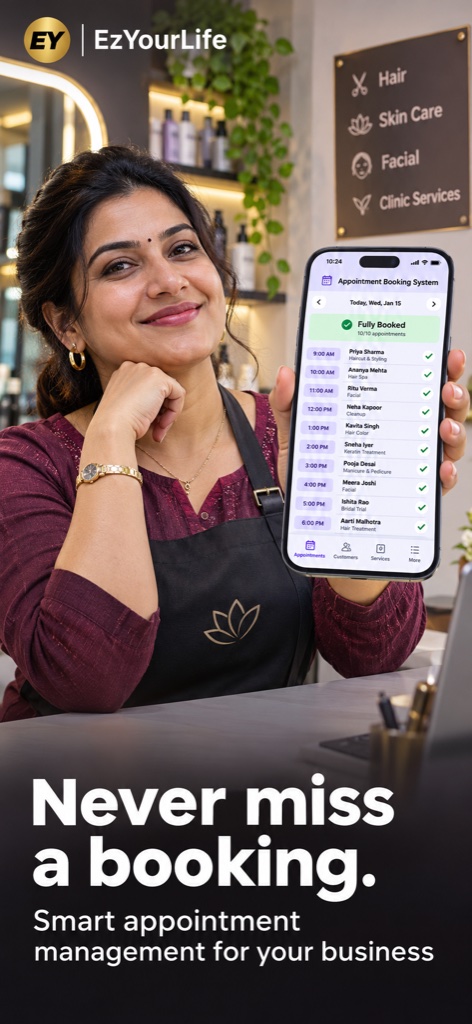 EY
EzYourLife
Hair
Skin Care
Facial
Clinic Services
10:24
Appointment Booking System
Today, Wed, Jan 15
Fully Booked
10/10 appointments
9:00 AM Priya Sharma
Haircut & Styling
10:00 AM Ananya Mehta
Hair Spa
11:00 AM Ritu Verma
Facial
12:00 PM Neha Kapoor
Cleanup
1:00 PM Kavita Singh
Hair Color
2:00 PM Sneha Iyer
Keratin Treatment
3:00 PM Pooja Desai
Manicure & Pedicure
4:00 PM Meera Joshi
Facial
5:00 PM Ishita Rao
Bridal Trial
6:00 PM Aarti Malhotra
Hair Treatment
Appointments Customers Services More
Never miss
a booking.
Smart appointment
management for your business